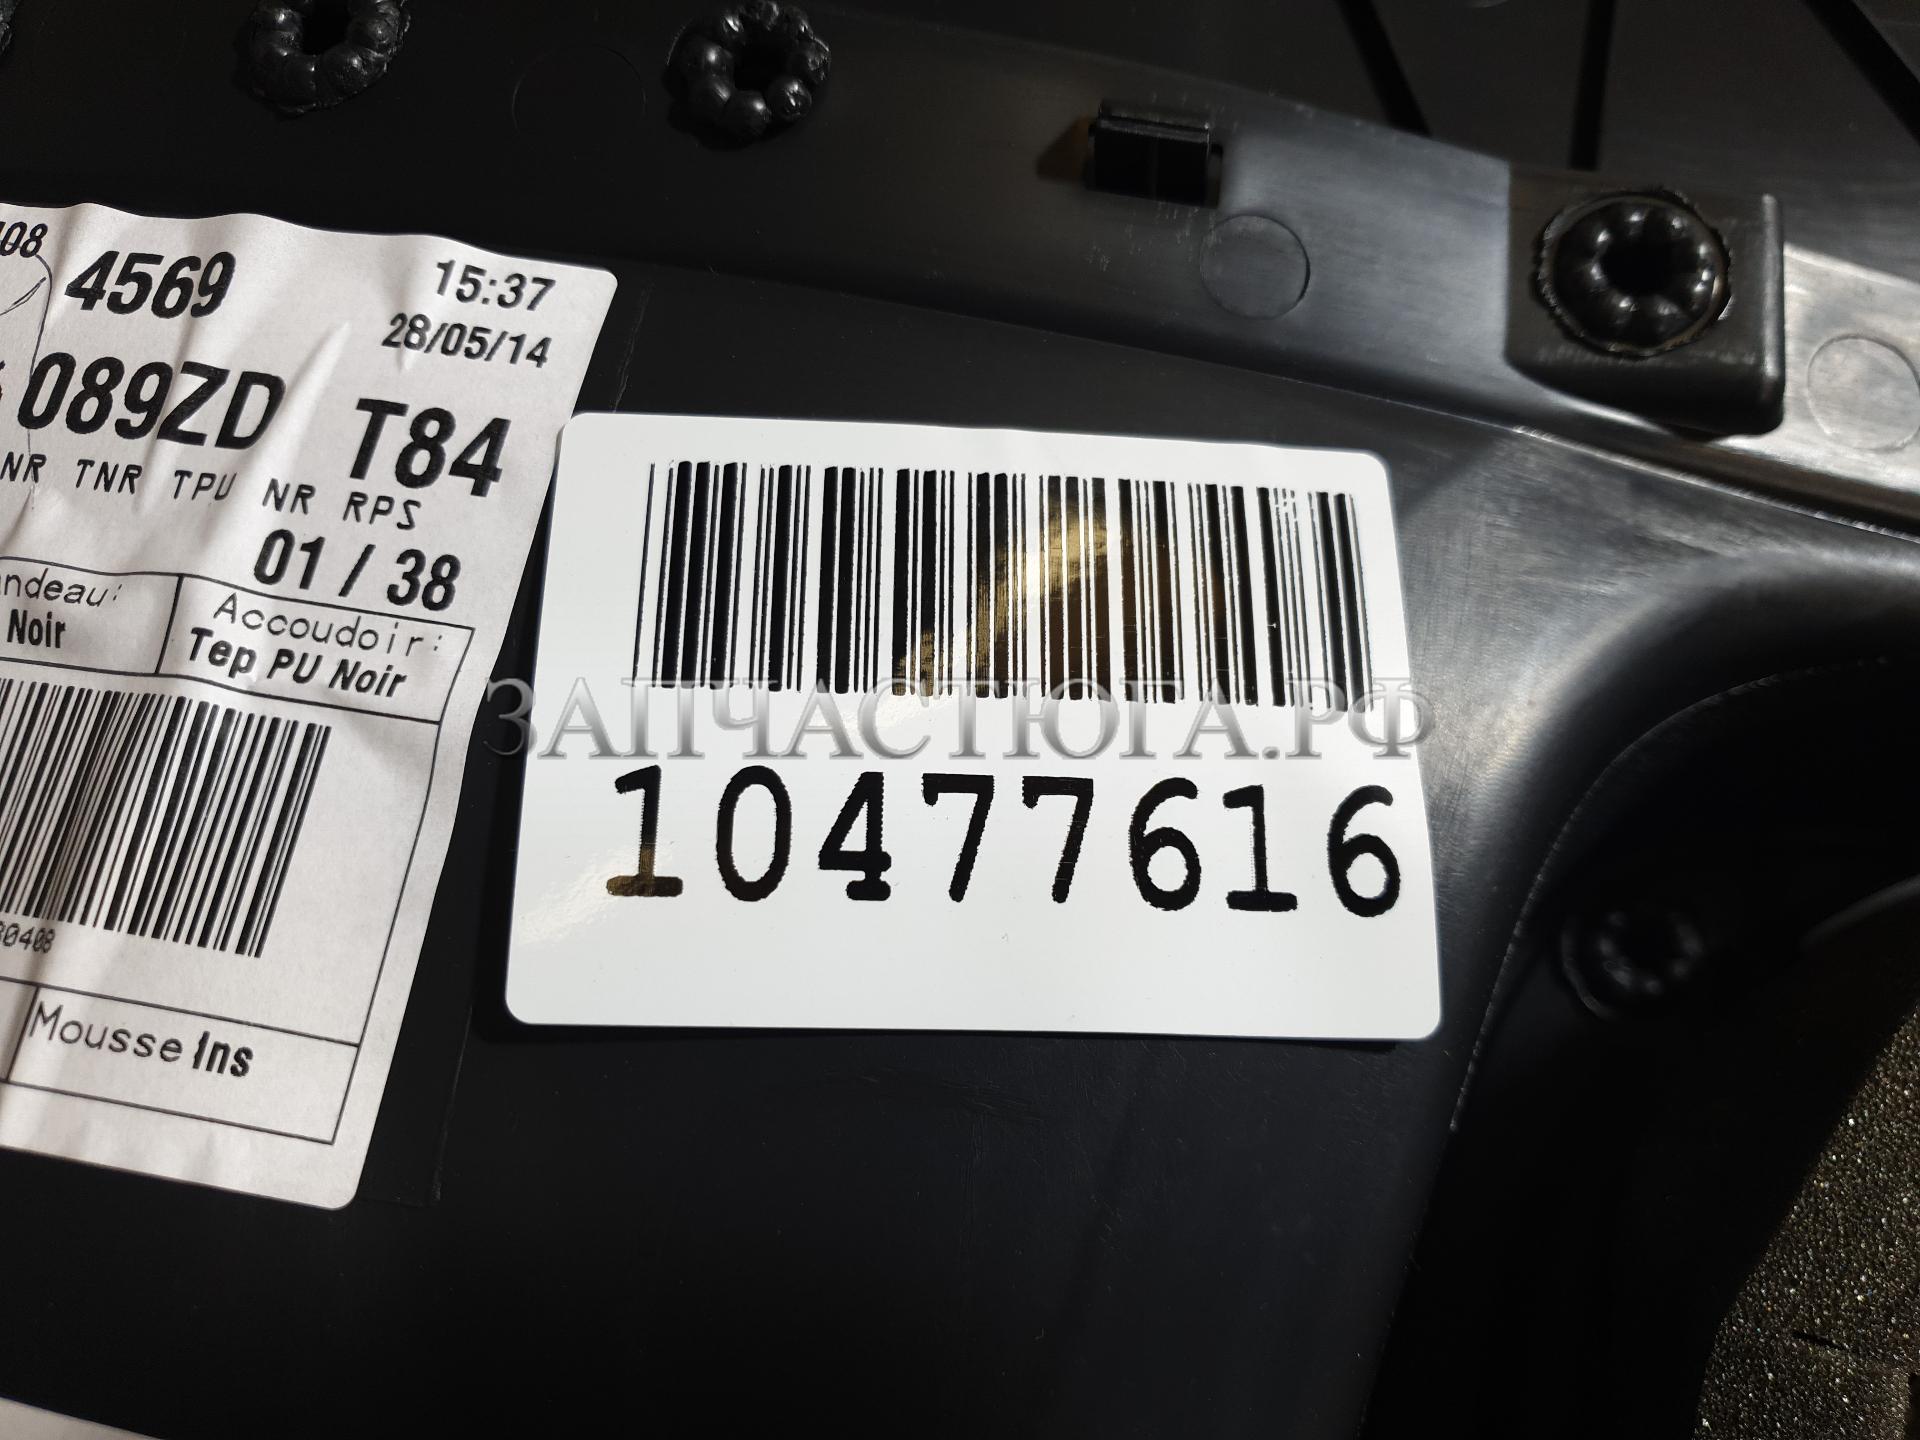 4569
15:37
28/05/14
089ZD
T84
NR TNR TPU NR RPS
01 / 38
Noir
Accoudoir:
Tep PU Noir
10477616
Mousse Ins
ЗАПЧАСТЮГА.РФ